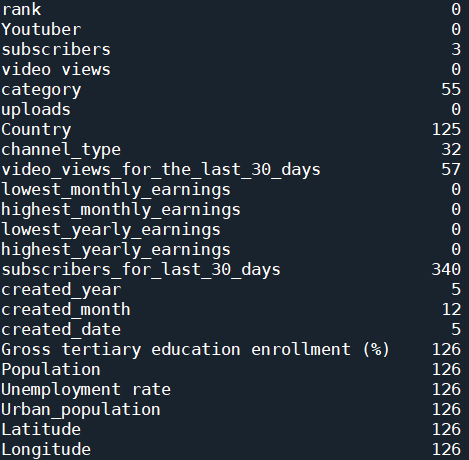 rank 0
Youtuber 0
subscribers 3
video views 0
category 55
uploads 0
Country 125
channel_type 32
video_views_for_the_last_30_days 57
lowest_monthly_earnings 0
highest_monthly_earnings 0
lowest_yearly_earnings 0
highest_yearly_earnings 0
subscribers_for_last_30_days 340
created_year 5
created_month 12
created_date 5
Gross tertiary education enrollment (%) 126
Population 126
Unemployment rate 126
Urban_population 126
Latitude 126
Longitude 126